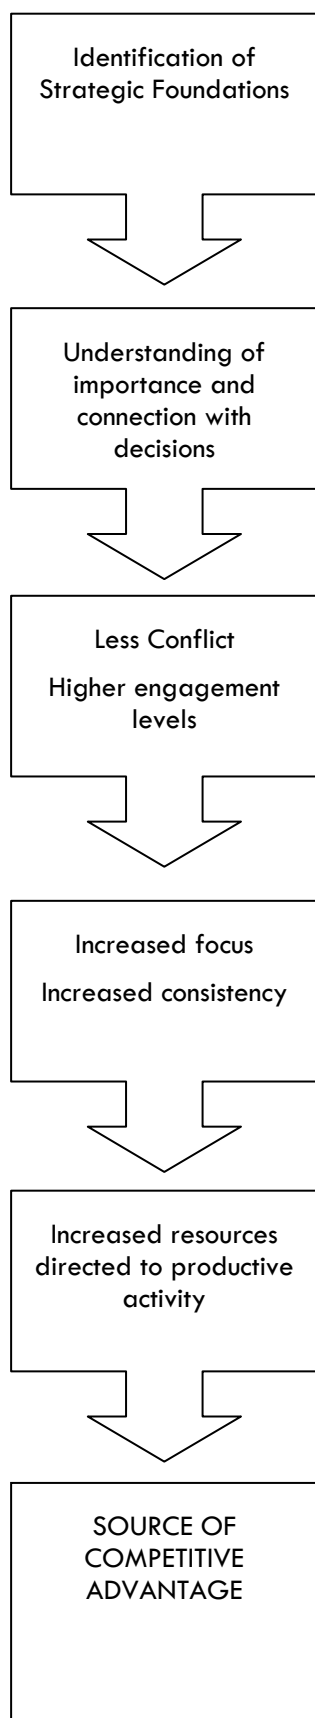 Identification of
Strategic Foundations
Understanding of
importance and
connection with
decisions
Less Conflict
Higher engagement
levels
Increased focus
Increased consistency
Increased resources
directed to productive
activity
SOURCE OF
COMPETITIVE
ADVANTAGE